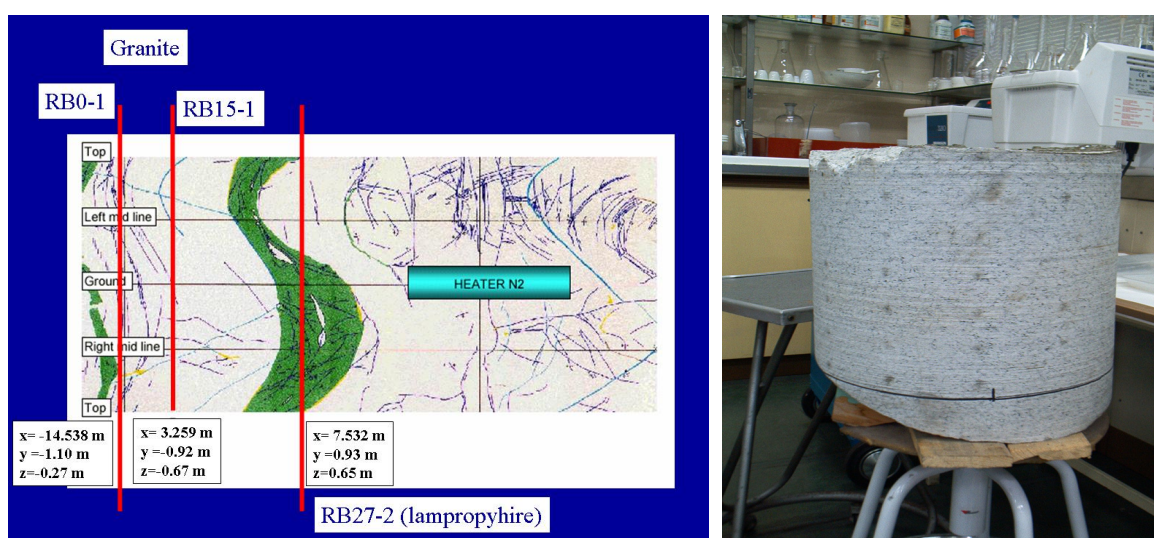 Granite
RB0-1
RB15-1
Top
Left mid line
Ground
HEATER N2
Right mid line
Top
x= -14.538 m
y =-1.10 m
z=-0.27 m
x= 3.259 m
y =-0.92 m
z=-0.67 m
x= 7.532 m
y =0.93 m
z=0.65 m
RB27-2 (lampropyhire)